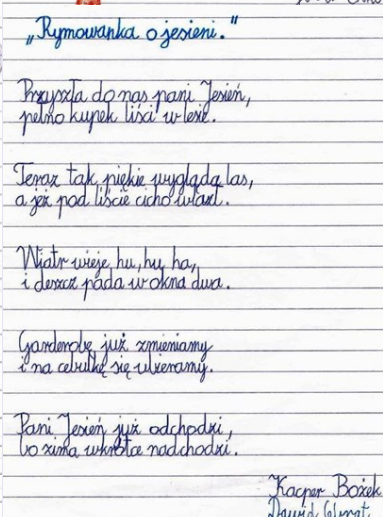 „Rymowanka o jesieni."
Przyszła do nas pani Jesień,
pełno kupek liści w lesie.
Teraz tak pięknie wygląda las,
a jeż pod liście cicho wlazł.
Wiatr wieje hu, hu, ha,
i deszcz pada w okna dwa.
Garderobę już zmieniamy
i na cebulkę się ubieramy.
Pani Jesień już odchodzi,
bo zima wkrótce nadchodzi.
Kacper Bożek
Dawid